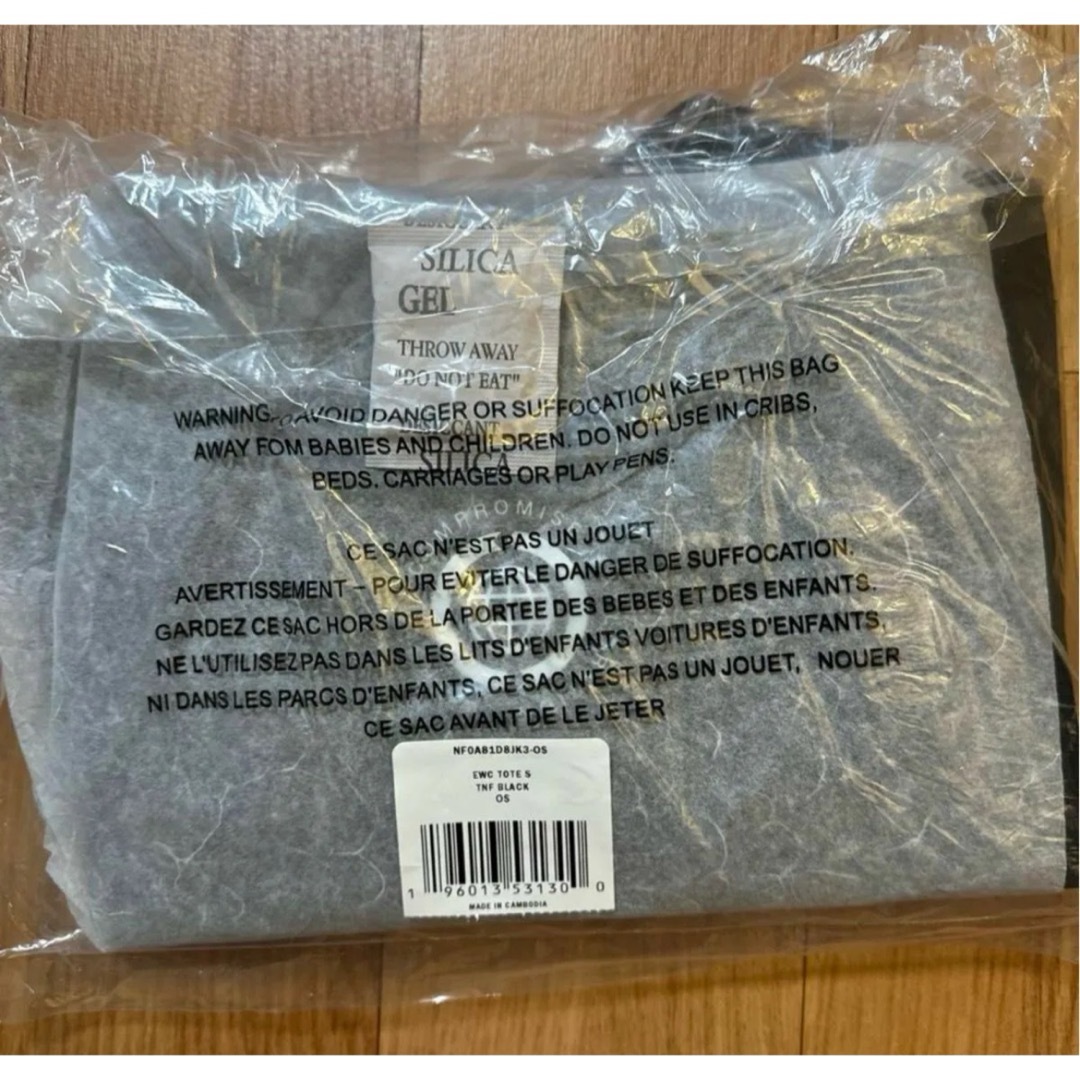 SILICA
GEL
THROW AWAY
"DO NOT EAT"
SILICA
WARNING: AVOID DANGER OR SUFFOCATION KEEP THIS BAG
AWAY FOM BABIES AND CHILDREN. DO NOT USE IN CRIBS,
BEDS. CARRIAGES OR PLAY PENS.
CE SAC N'EST PAS UN JOUET
AVERTISSEMENT – POUR EVITER LE DANGER DE SUFFOCATION.
GARDEZ CE SAC HORS DE LA PORTEE DES BEBES ET DES ENFANTS.
NE L'UTILISEZ PAS DANS LES LITS D'ENFANTS VOITURES D'ENFANTS,
NI DANS LES PARCS D'ENFANTS, CE SAC N'EST PAS UN JOUET, NOUER
CE SAC AVANT DE LE JETER
NF0A81D8JK3-OS
EWC TOTE S
TNF BLACK
OS
1 96013 53130 0
MADE IN CAMBODIA